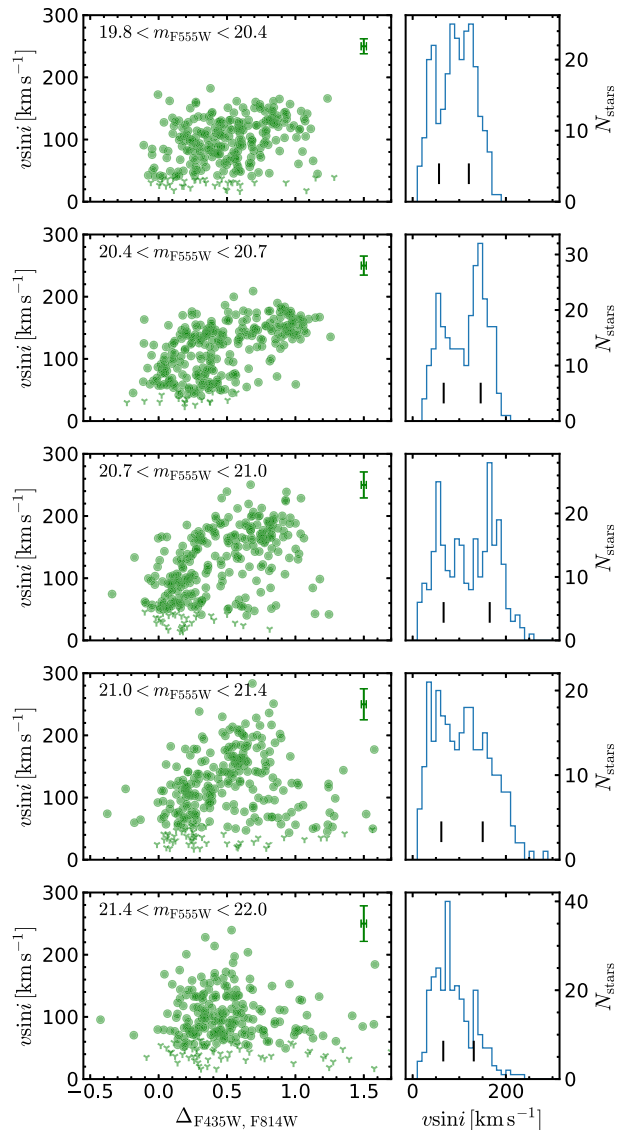 19.8 < m_F555W < 20.4
v sin i [km s⁻¹]
300
200
100
0
20
10
0
N_stars
20.4 < m_F555W < 20.7
v sin i [km s⁻¹]
300
200
100
0
30
20
10
0
N_stars
20.7 < m_F555W < 21.0
v sin i [km s⁻¹]
300
200
100
0
20
10
0
N_stars
21.0 < m_F555W < 21.4
v sin i [km s⁻¹]
300
200
100
0
20
10
0
N_stars
21.4 < m_F555W < 22.0
v sin i [km s⁻¹]
300
200
100
0
40
20
0
N_stars
−0.5 0.0 0.5 1.0 1.5
0 200
Δ_F435W, F814W
v sin i [km s⁻¹]